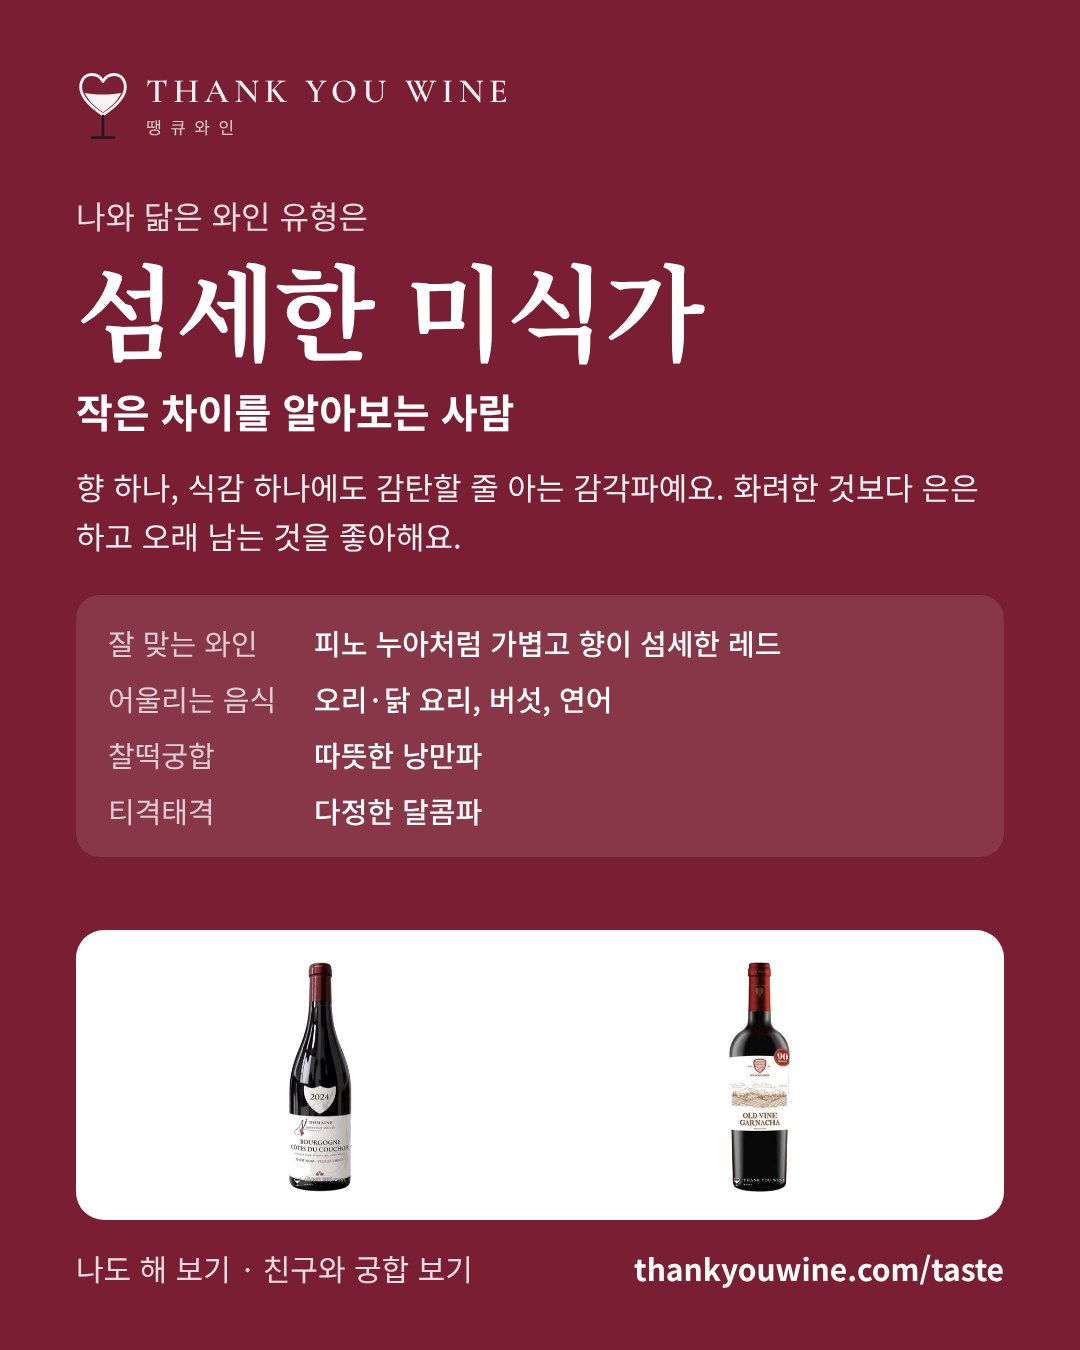 THANK YOU WINE
땡큐와인
나와 닮은 와인 유형은
섬세한 미식가
작은 차이를 알아보는 사람
향 하나, 식감 하나에도 감탄할 줄 아는 감각파예요. 화려한 것보다 은은
하고 오래 남는 것을 좋아해요.
잘 맞는 와인 피노 누아처럼 가볍고 향이 섬세한 레드
어울리는 음식 오리·닭 요리, 버섯, 연어
찰떡궁합 따뜻한 낭만파
티격태격 다정한 달콤파
2024
DOMAINE
BOURGOGNE
CÔTES DU COUCHOIS
90
OLD VINE
GARNACHA
THANK YOU WINE
나도 해 보기 · 친구와 궁합 보기
thankyouwine.com/taste